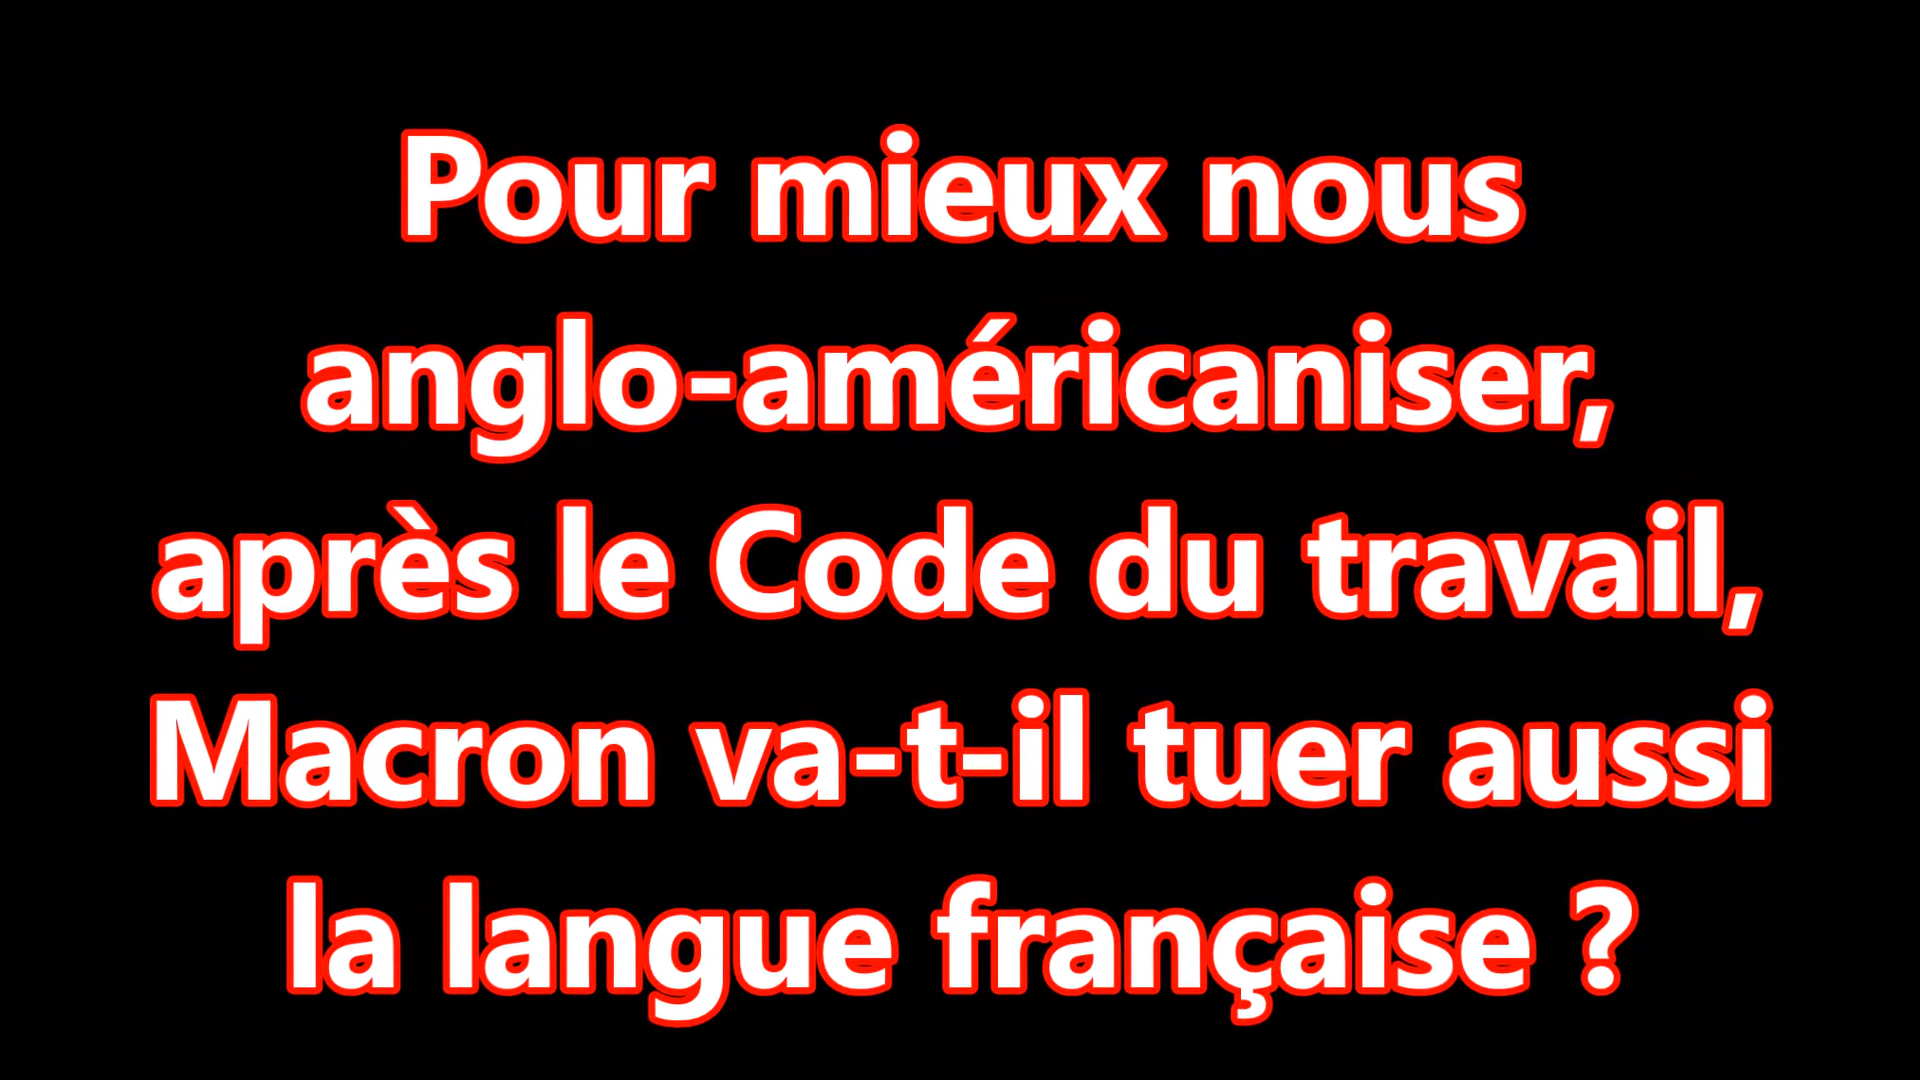 Pour mieux nous
anglo-américaniser,
après le Code du travail,
Macron va-t-il tuer aussi
la langue française ?